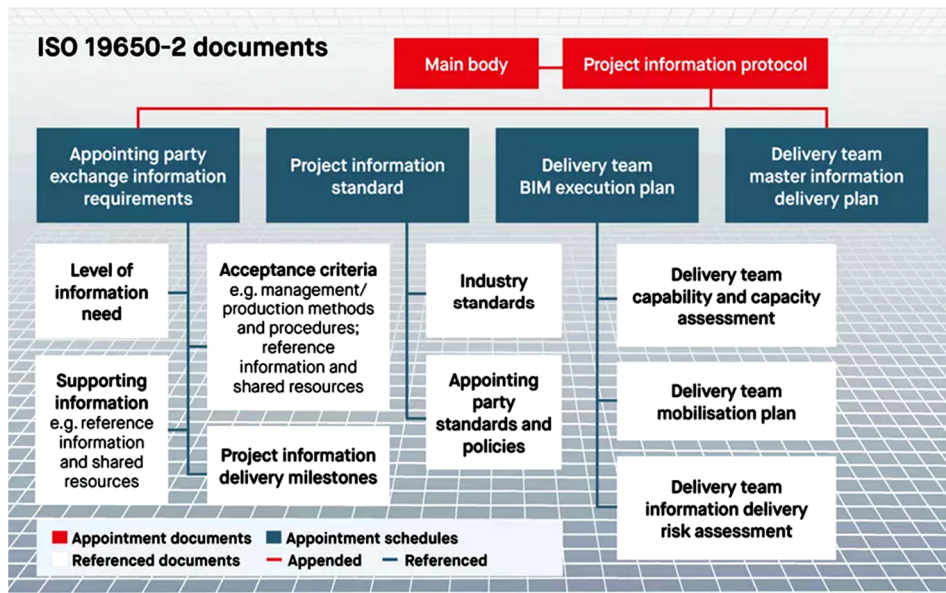 ISO 19650-2 documents
Main body
Project information protocol
Appointing party
exchange information
requirements
Project information
standard
Delivery team
BIM execution plan
Delivery team
master information
delivery plan
Level of
information
need
Supporting
information
e.g. reference
information
and shared
resources
Acceptance criteria
e.g. management/
production methods
and procedures;
reference
information and
shared resources
Project information
delivery milestones
Industry
standards
Appointing
party
standards and
policies
Delivery team
capability and capacity
assessment
Delivery team
mobilisation plan
Delivery team
information delivery
risk assessment
Appointment documents
Appointment schedules
Referenced documents
Appended
Referenced